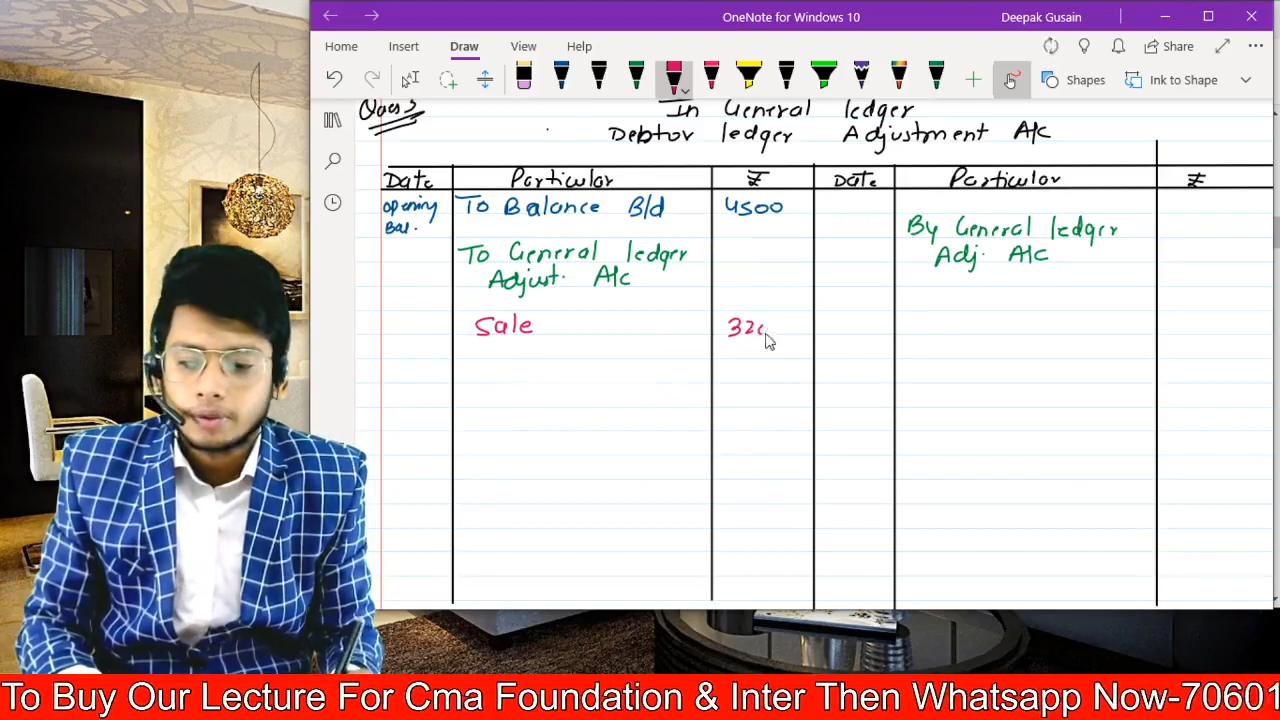 OneNote for Windows 10
Deepak Gusain
Home Insert Draw View Help
Share
Shapes
Ink to Shape
Ques 3
In General ledger
Debtor ledger Adjustment A/c
Date Particular ₹ Date Particular ₹
opening Bal. To Balance B/d 4500
By General ledger
Adj. A/c
To General ledger
Adjust. A/c
Sale 32
To Buy Our Lecture For Cma Foundation & Inter Then Whatsapp Now-70601